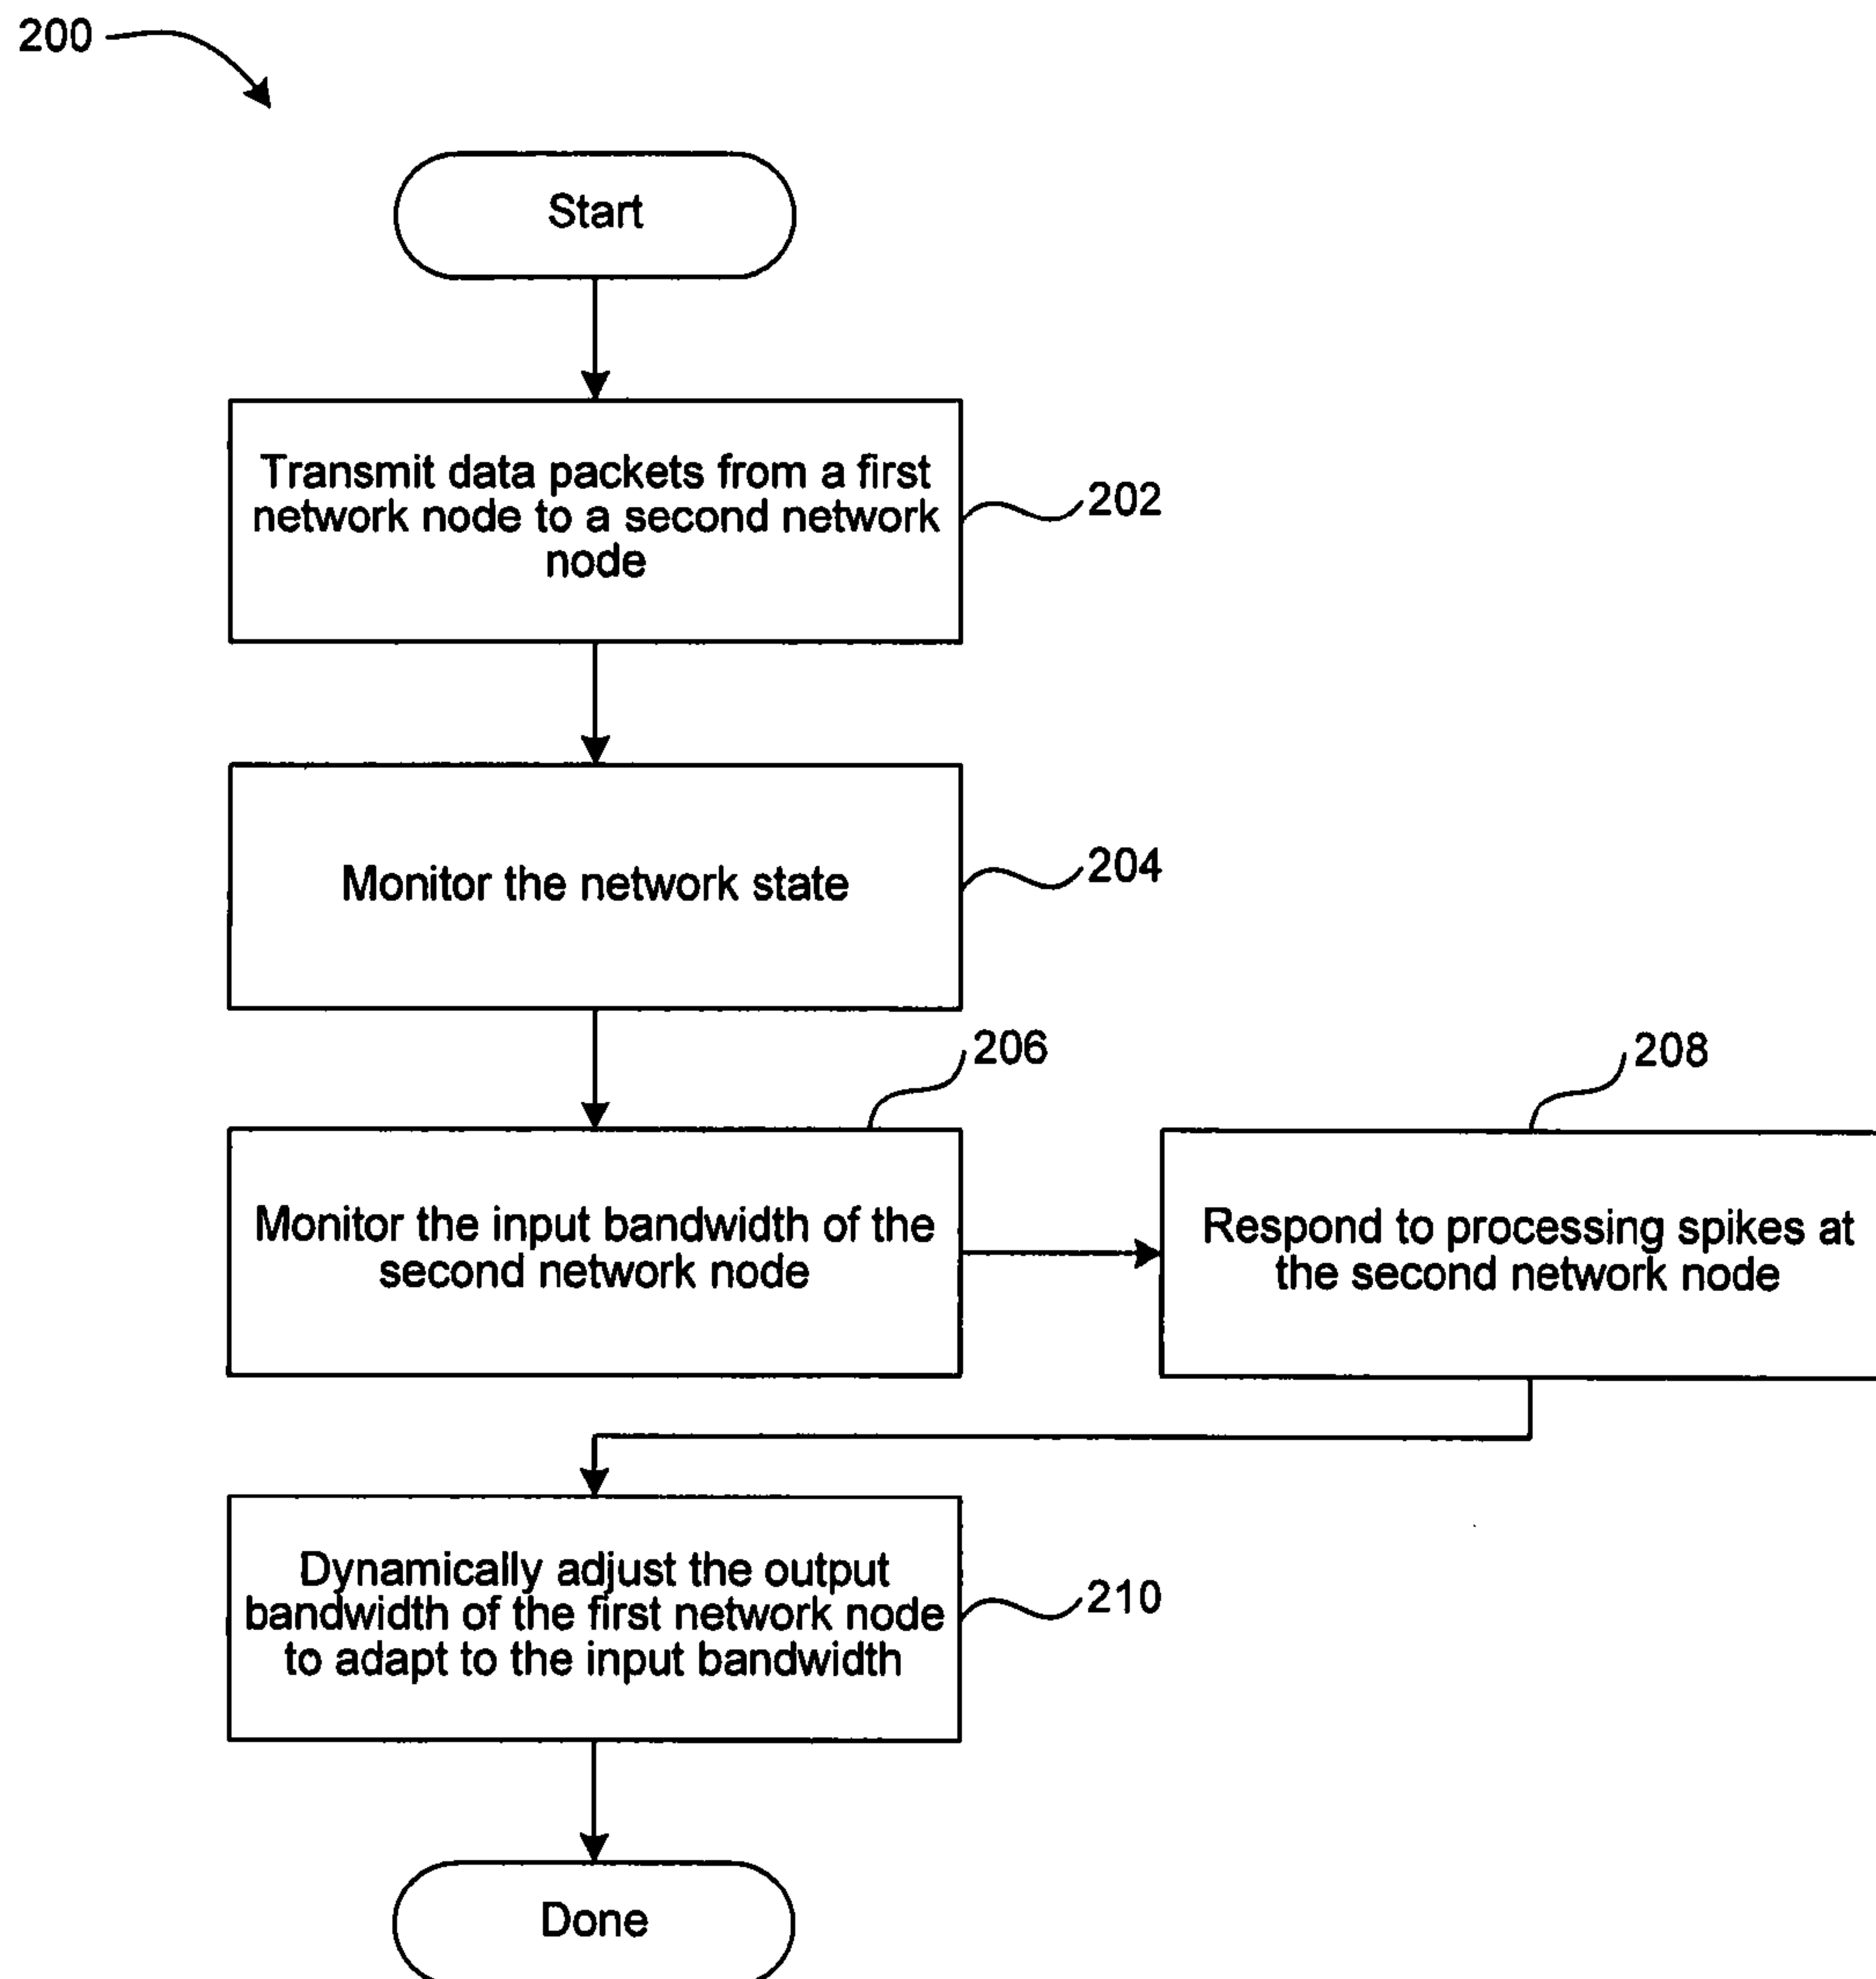 200
Start
Transmit data packets from a first
network node to a second network
node
202
Monitor the network state
204
206
Monitor the input bandwidth of the
second network node
208
Respond to processing spikes at
the second network node
Dynamically adjust the output
bandwidth of the first network node
to adapt to the input bandwidth
210
Done